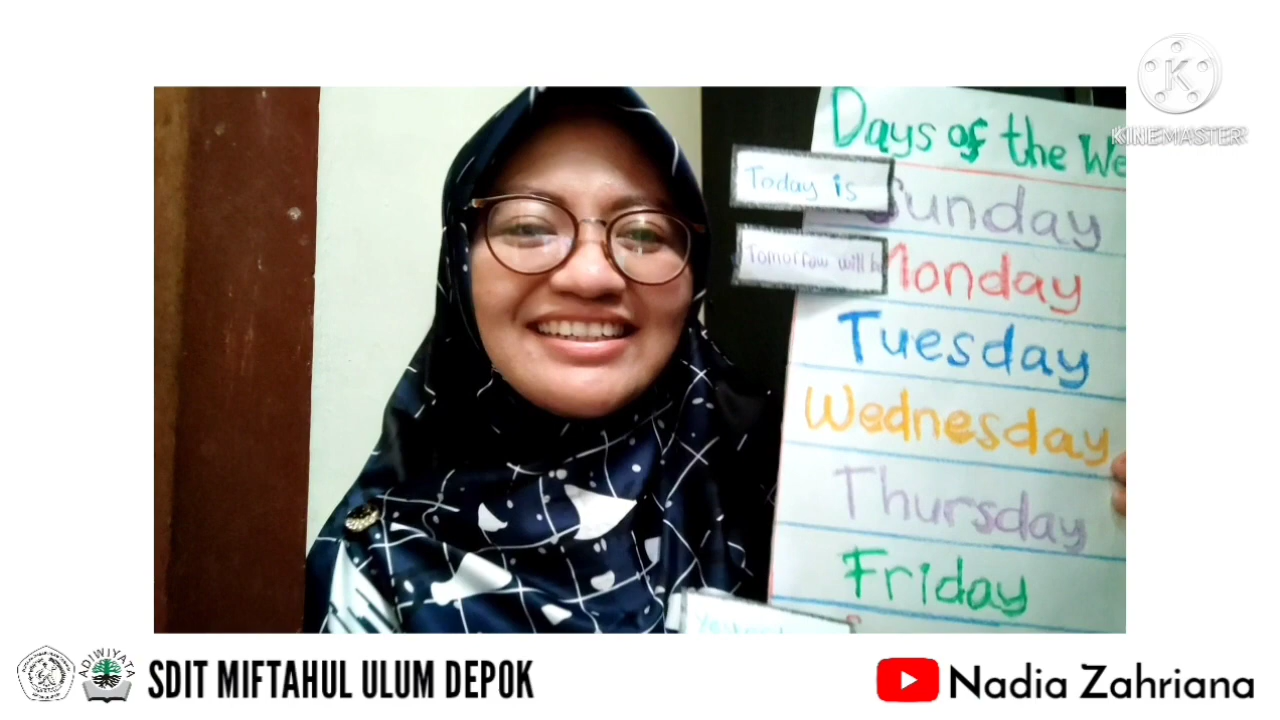 KINEMASTER
Days of the We
Today is
Sunday
Tomorrow will b
Monday
Tuesday
Wednesday
Thursday
Friday
ADIWIYATA
SDIT MIFTAHUL ULUM DEPOK
Nadia Zahriana